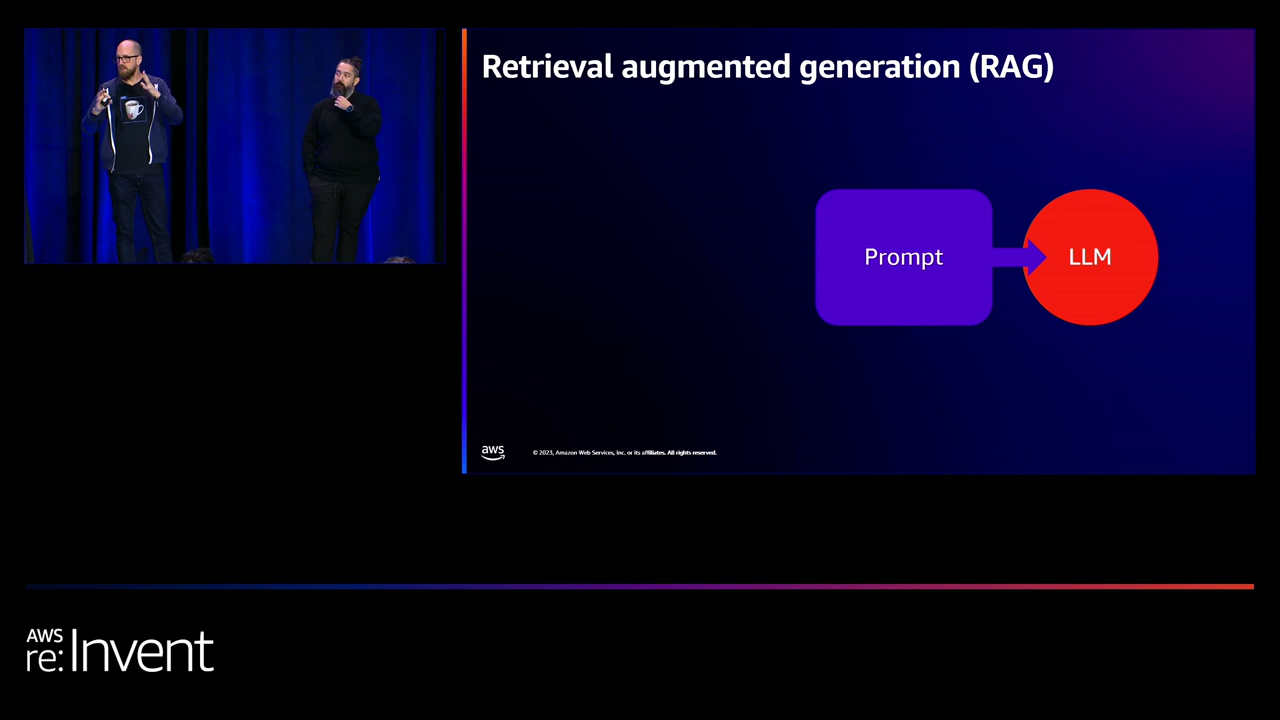 Retrieval augmented generation (RAG)
Prompt
LLM
aws
© 2023, Amazon Web Services, Inc. or its affiliates. All rights reserved.
AWS
re:Invent